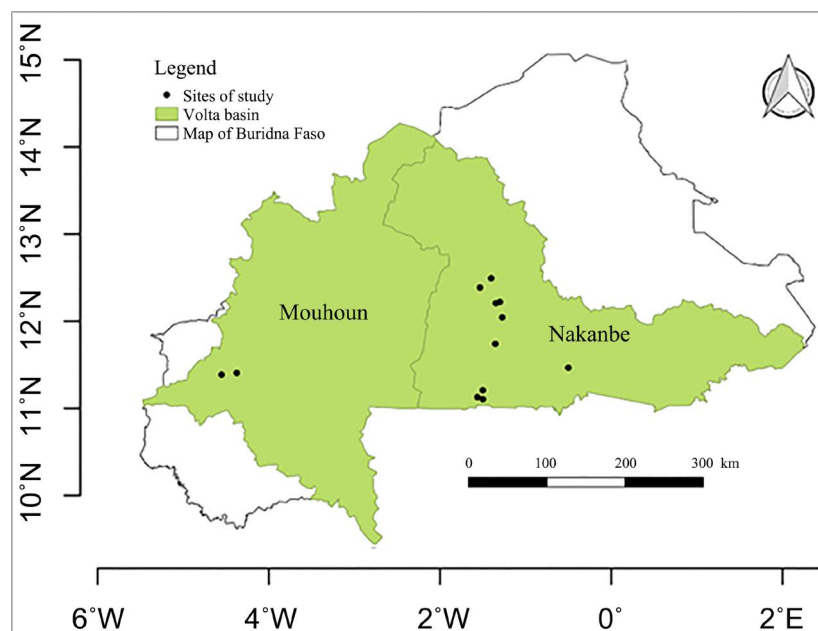 Legend
Sites of study
Volta basin
Map of Buridna Faso
15°N
14°N
13°N
12°N
11°N
10°N
Mouhoun
Nakanbe
0 100 200 300 km
6°W 4°W 2°W 0° 2°E